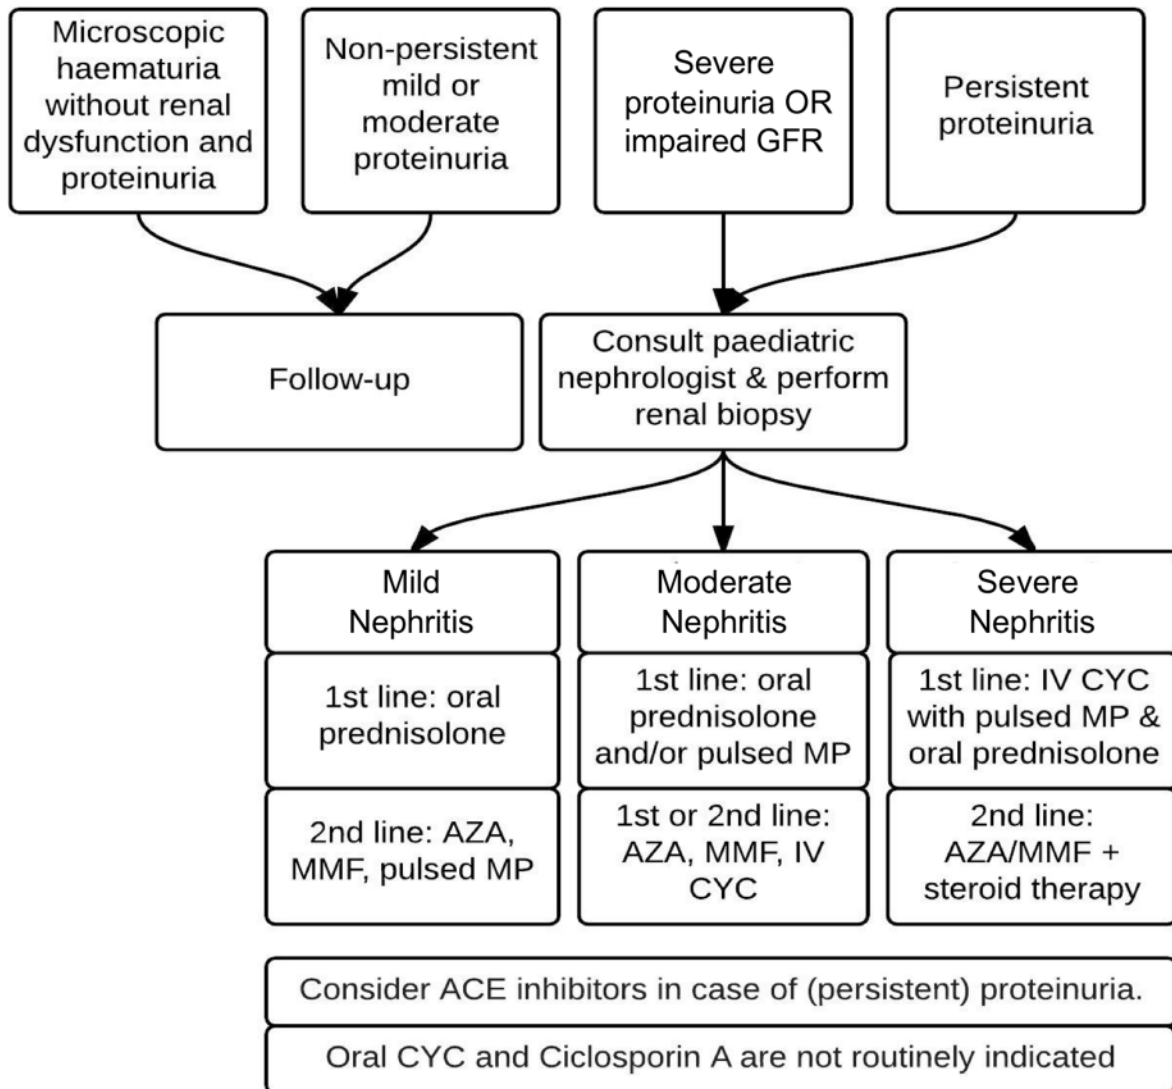 Microscopic
haematuria
without renal
dysfunction and
proteinuria
Non-persistent
mild or
moderate
proteinuria
Severe
proteinuria OR
impaired GFR
Persistent
proteinuria
Follow-up
Consult paediatric
nephrologist & perform
renal biopsy
Mild
Nephritis
Moderate
Nephritis
Severe
Nephritis
1st line: oral
prednisolone
1st line: oral
prednisolone
and/or pulsed MP
1st line: IV CYC
with pulsed MP &
oral prednisolone
2nd line: AZA,
MMF, pulsed MP
1st or 2nd line:
AZA, MMF, IV
CYC
2nd line:
AZA/MMF +
steroid therapy
Consider ACE inhibitors in case of (persistent) proteinuria.
Oral CYC and Ciclosporin A are not routinely indicated